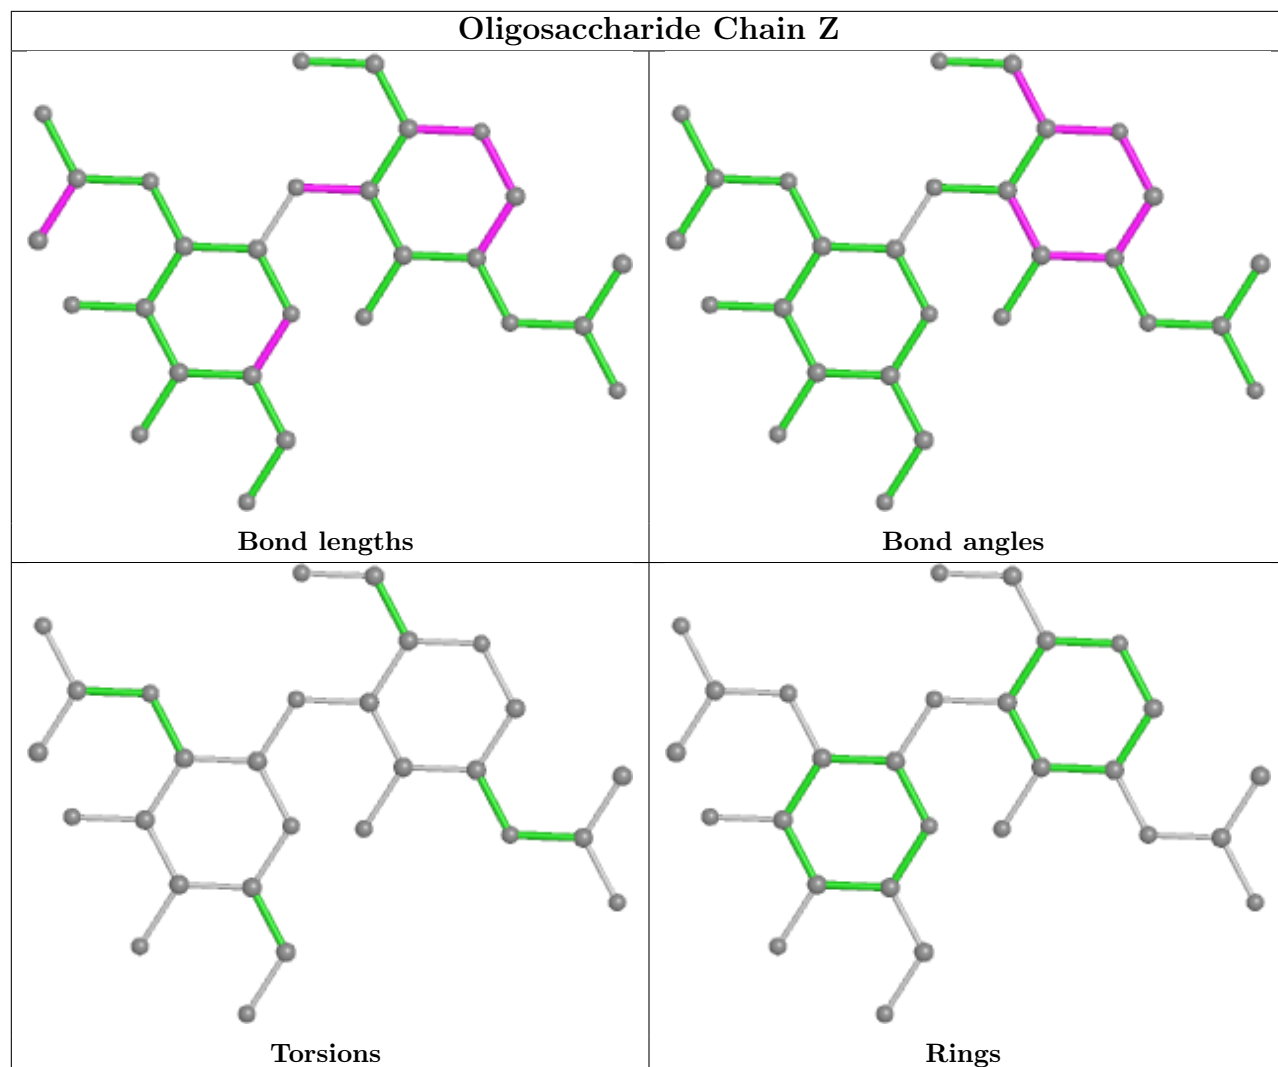 Oligosaccharide Chain Z
Bond lengths
Bond angles
Torsions
Rings